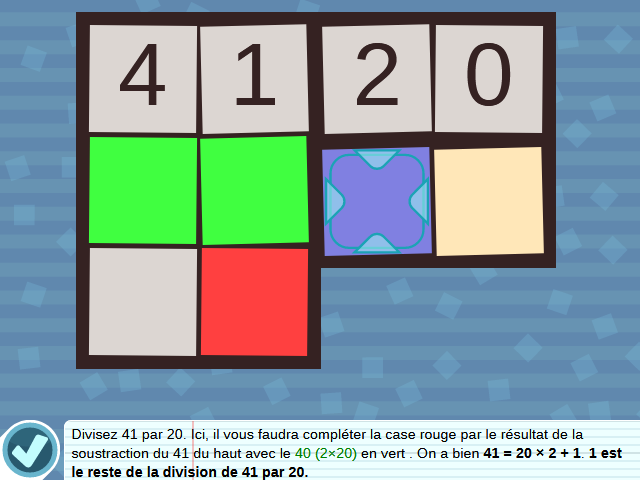 4 1 2 0
Divisez 41 par 20. Ici, il vous faudra compléter la case rouge par le résultat de la
soustraction du 41 du haut avec le 40 (2×20) en vert . On a bien 41 = 20 × 2 + 1. 1 est
le reste de la division de 41 par 20.